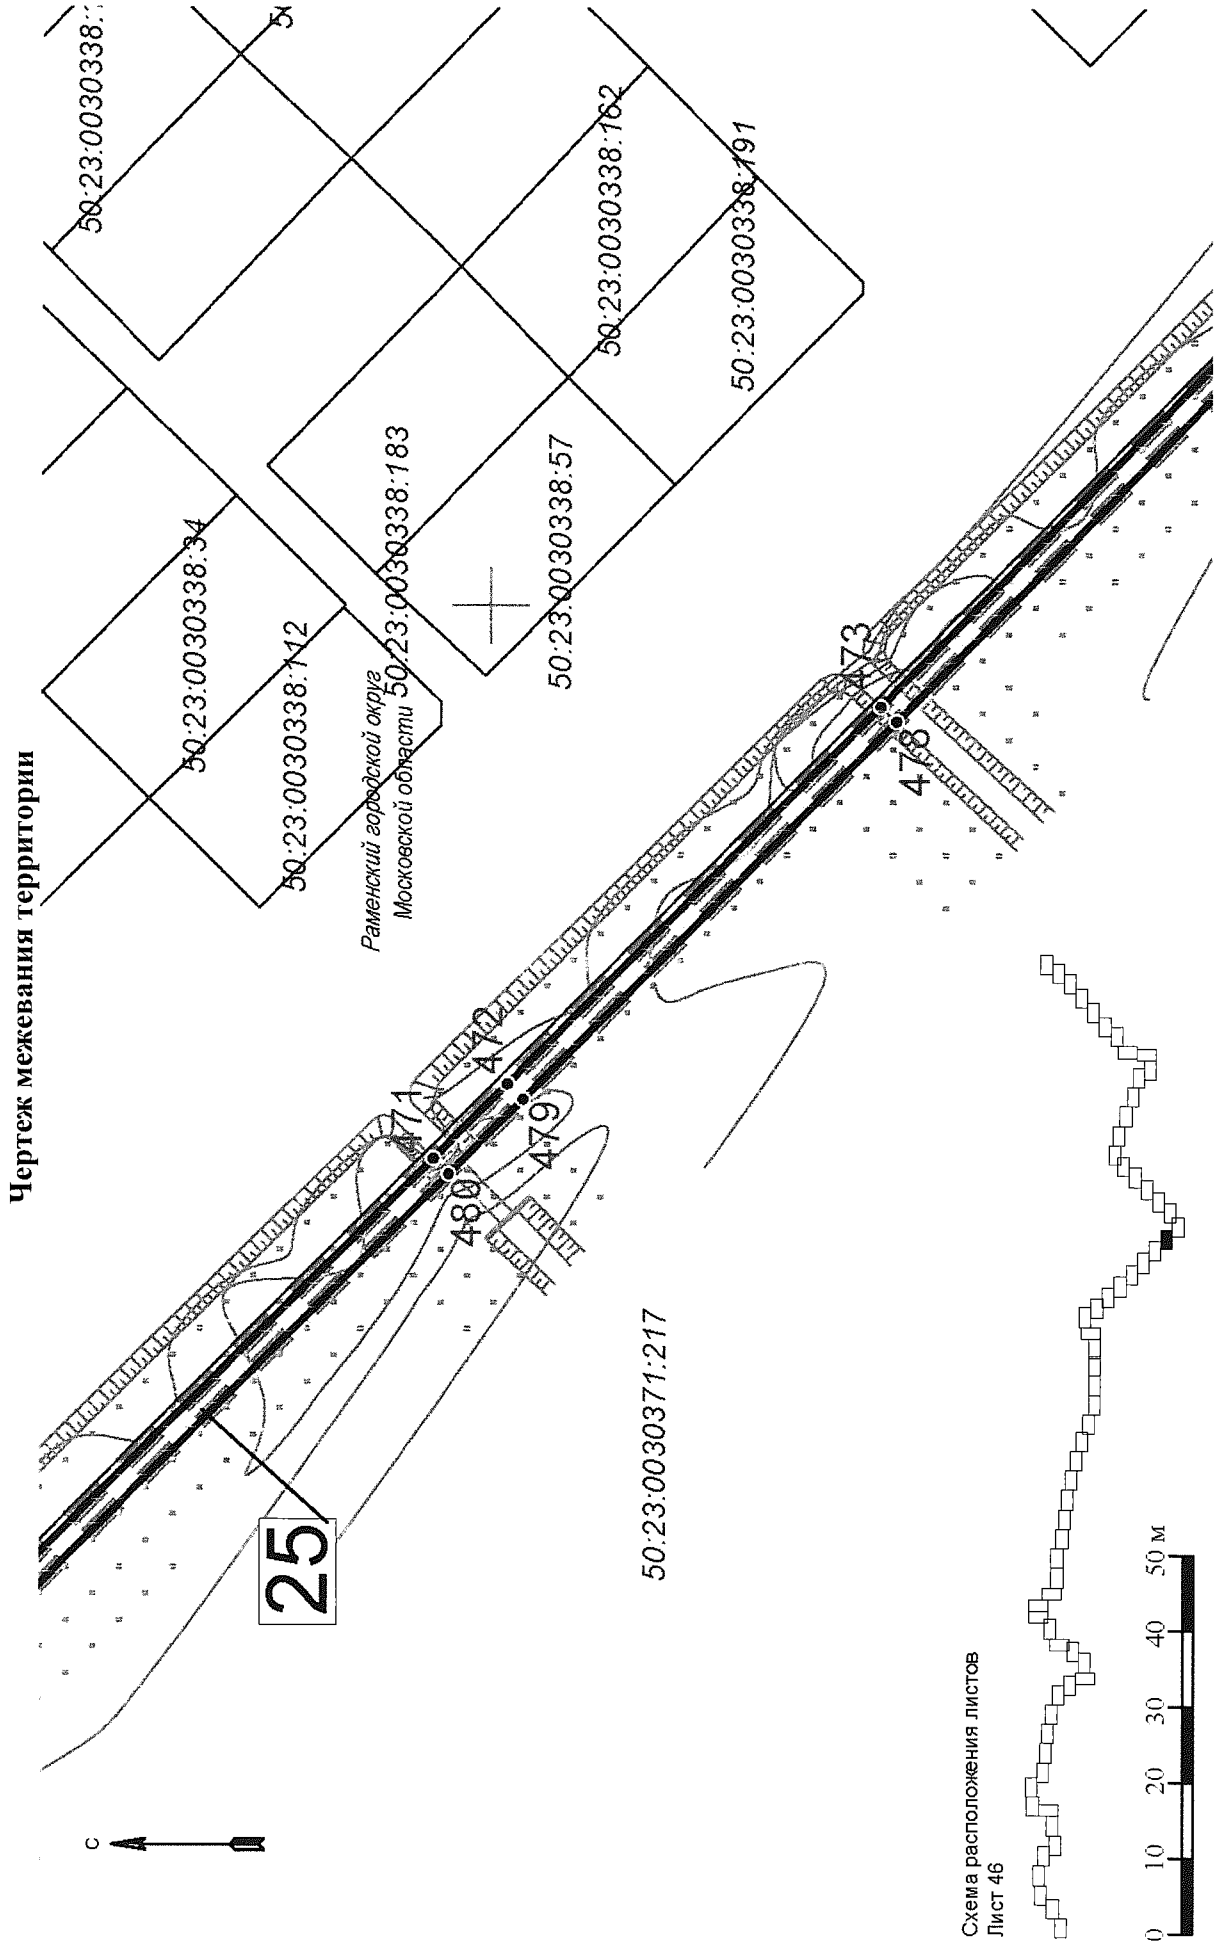 Чертеж межевания территории
50:23:0030338:34
50:23:0030338:112
Раменский городской округ
Московской области
50:23:0030338:183
50:23:0030338:57
50:23:0030338:162
50:23:0030338:191
471
472
473
478
479
480
25
50:23:0030371:217
С
Схема расположения листов
Лист 46
0 10 20 30 40 50 м